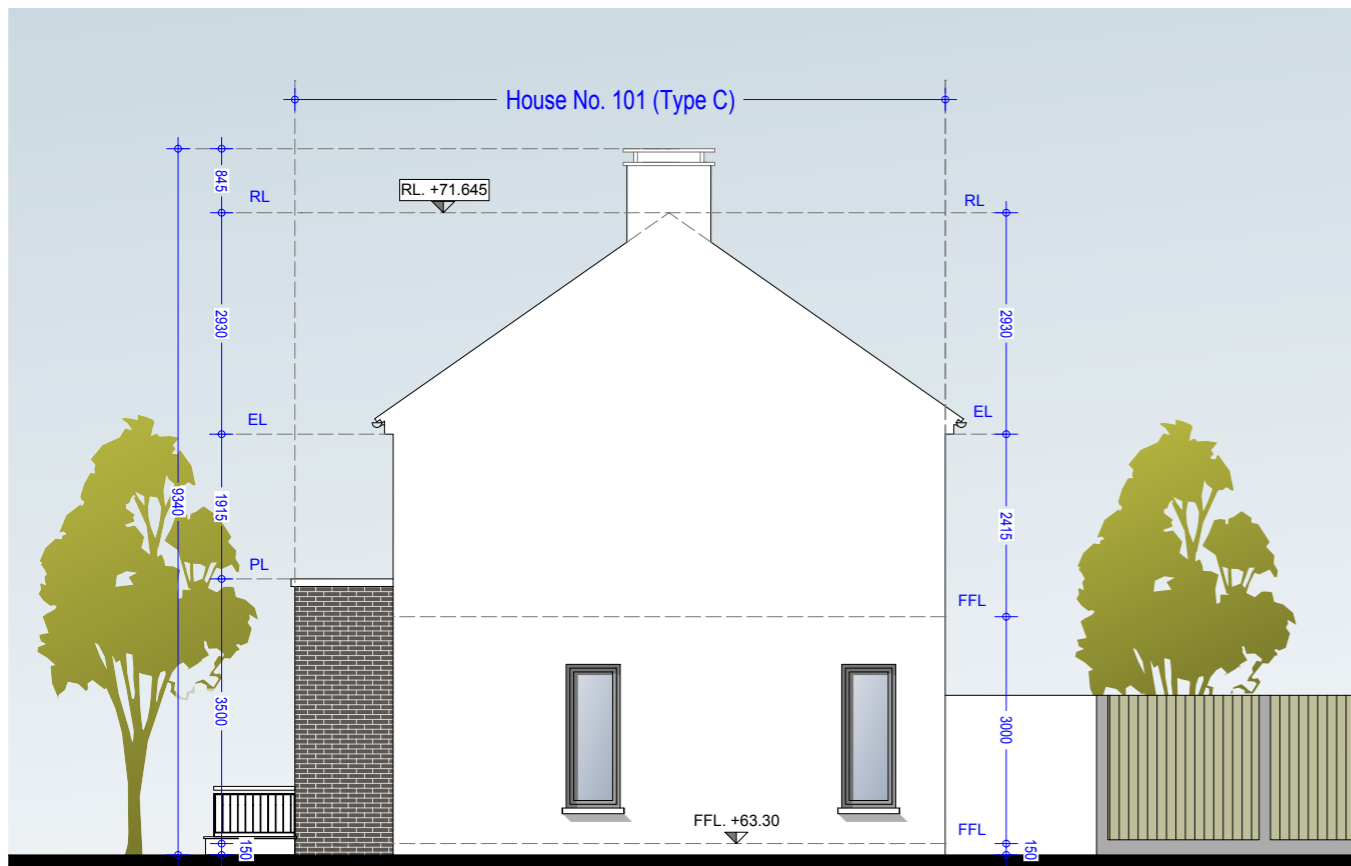 House No. 101 (Type C)
845
RL
RL. +71.645
RL
2930
2930
EL
EL
9340
1915
2415
PL
FFL
3500
3000
FFL. +63.30
FFL
150
150